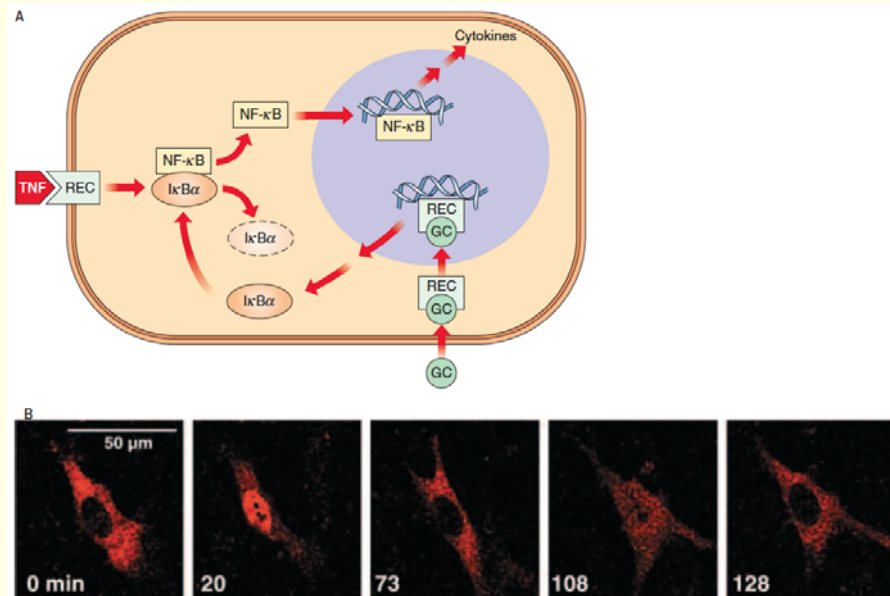 A
Cytokines
NF-κB
NF-κB
NF-κB
TNF
REC
IκBα
REC
GC
IκBα
REC
GC
IκBα
GC
B
50 μm
0 min
20
73
108
128